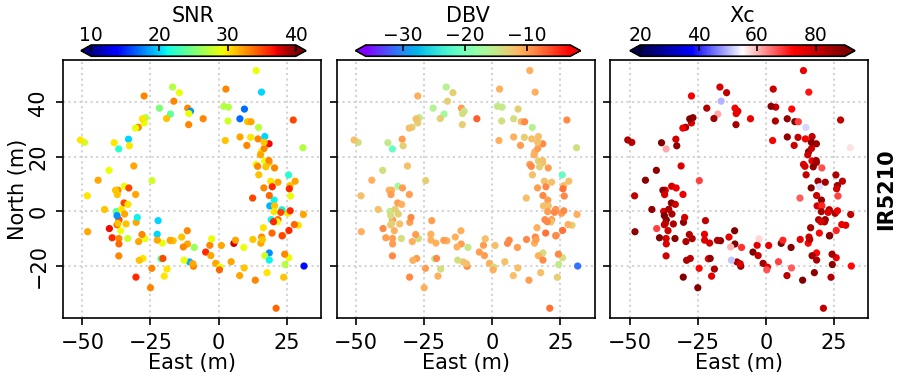 SNR DBV Xc
10 20 30 40 −30 −20 −10 20 40 60 80
40
20
0
−20
North (m)
IR5210
−50 −25 0 25 −50 −25 0 25 −50 −25 0 25
East (m) East (m) East (m)